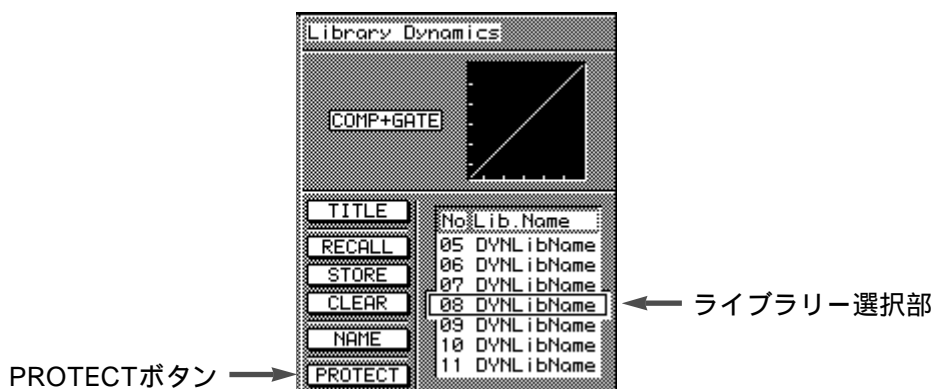 Library Dynamics
COMP+GATE
TITLE
RECALL
STORE
CLEAR
NAME
PROTECT
No Lib.Name
05 DYNLibName
06 DYNLibName
07 DYNLibName
08 DYNLibName
09 DYNLibName
10 DYNLibName
11 DYNLibName
ライブラリー選択部
PROTECTボタン